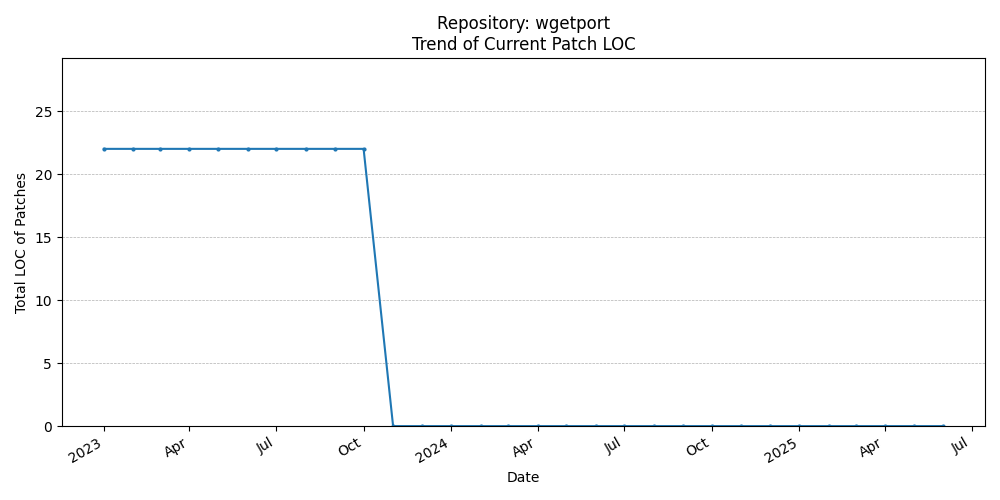 Repository: wgetport
Trend of Current Patch LOC
Total LOC of Patches
25
20
15
10
5
0
2023
Apr
Jul
Oct
2024
Apr
Jul
Oct
2025
Apr
Jul
Date